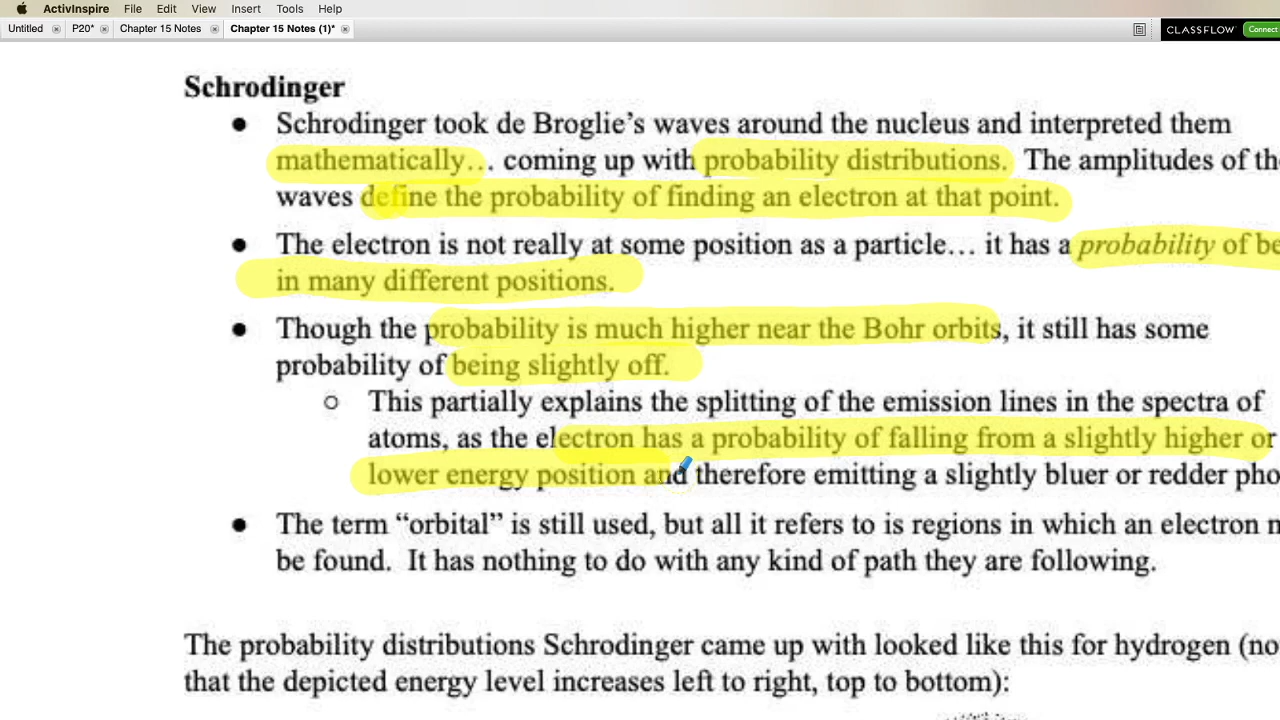 ActivInspire File Edit View Insert Tools Help
Untitled P20* Chapter 15 Notes Chapter 15 Notes (1)* CLASSFLOW Connect
Schrodinger
● Schrodinger took de Broglie’s waves around the nucleus and interpreted them
mathematically… coming up with probability distributions. The amplitudes of
waves define the probability of finding an electron at that point.
● The electron is not really at some position as a particle… it has a probability of
in many different positions.
● Though the probability is much higher near the Bohr orbits, it still has some
probability of being slightly off.
○ This partially explains the splitting of the emission lines in the spectra of
atoms, as the electron has a probability of falling from a slightly higher or
lower energy position and therefore emitting a slightly bluer or redder
● The term “orbital” is still used, but all it refers to is regions in which an electron
be found. It has nothing to do with any kind of path they are following.
The probability distributions Schrodinger came up with looked like this for hydrogen
that the depicted energy level increases left to right, top to bottom):